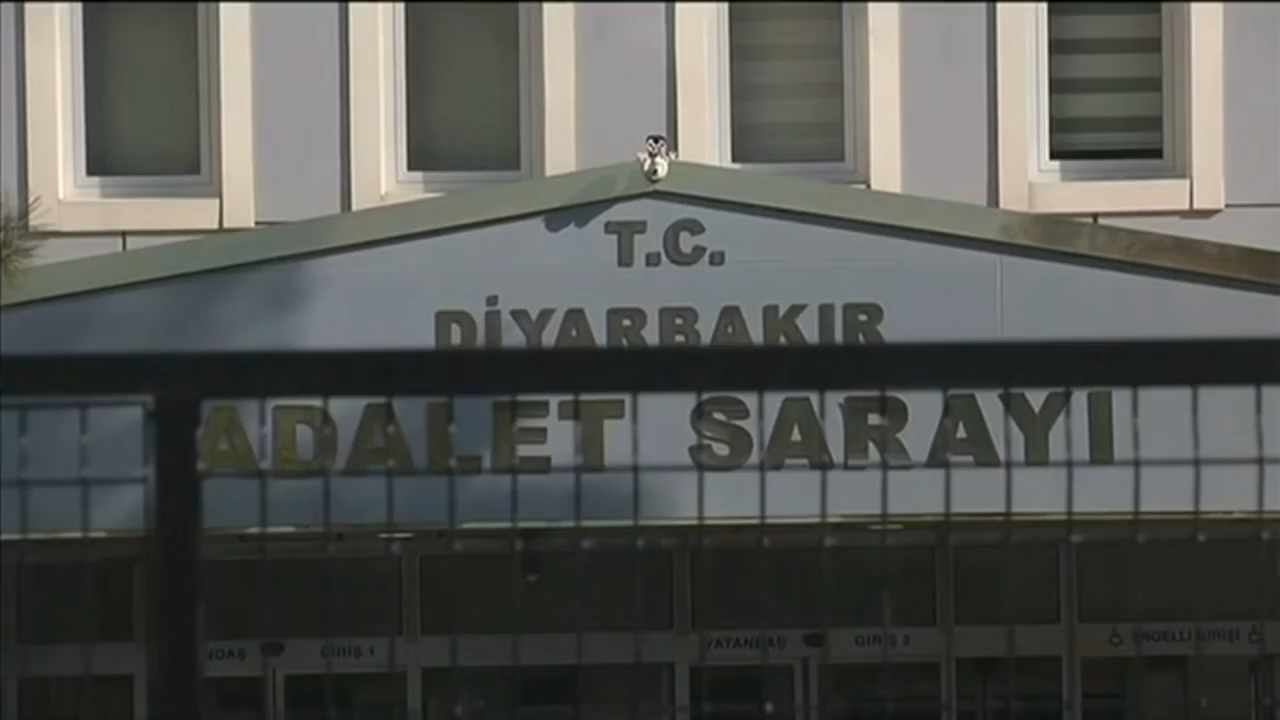 T.C.
DİYARBAKIR
ADALET SARAYI
GİRİŞ 1
VATANDAŞ GİRİŞ 2
ENGELLİ GİRİŞİ